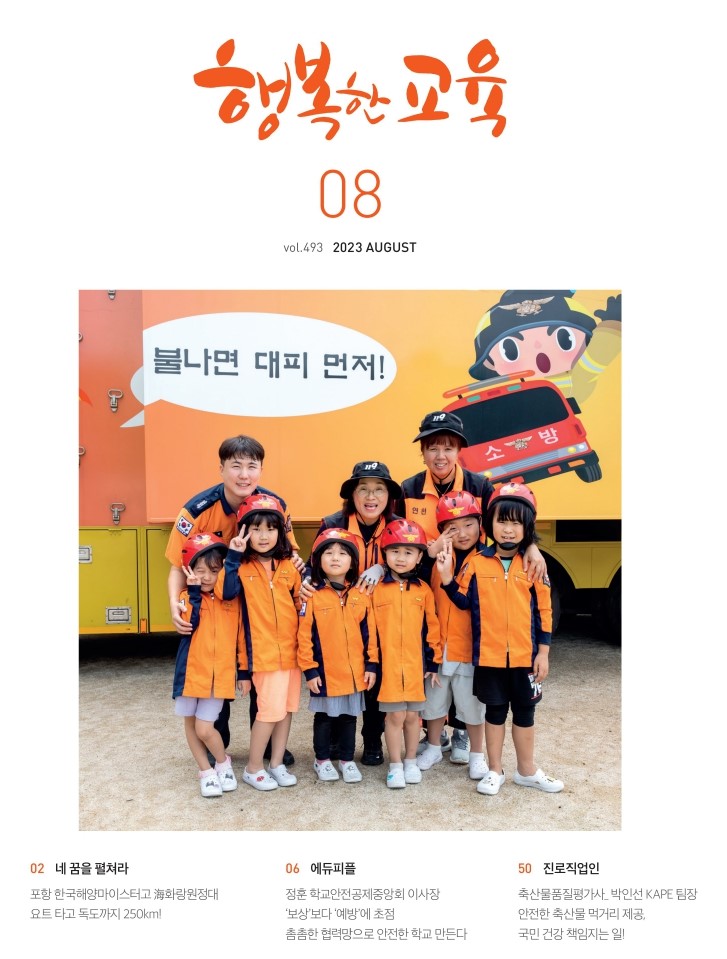 행복한 교육
08
vol.493 2023 AUGUST
불나면 대피 먼저!
119
119
소방
안전
02 네 꿈을 펼쳐라
포항 한국해양마이스터고 海화랑원정대
요트 타고 독도까지 250km!
06 에듀피플
정훈 학교안전공제중앙회 이사장
‘보상’보다 ‘예방’에 초점
촘촘한 협력망으로 안전한 학교 만든다
50 진로직업인
축산물품질평가사_ 박인선 KAPE 팀장
안전한 축산물 먹거리 제공,
국민 건강 책임지는 일!